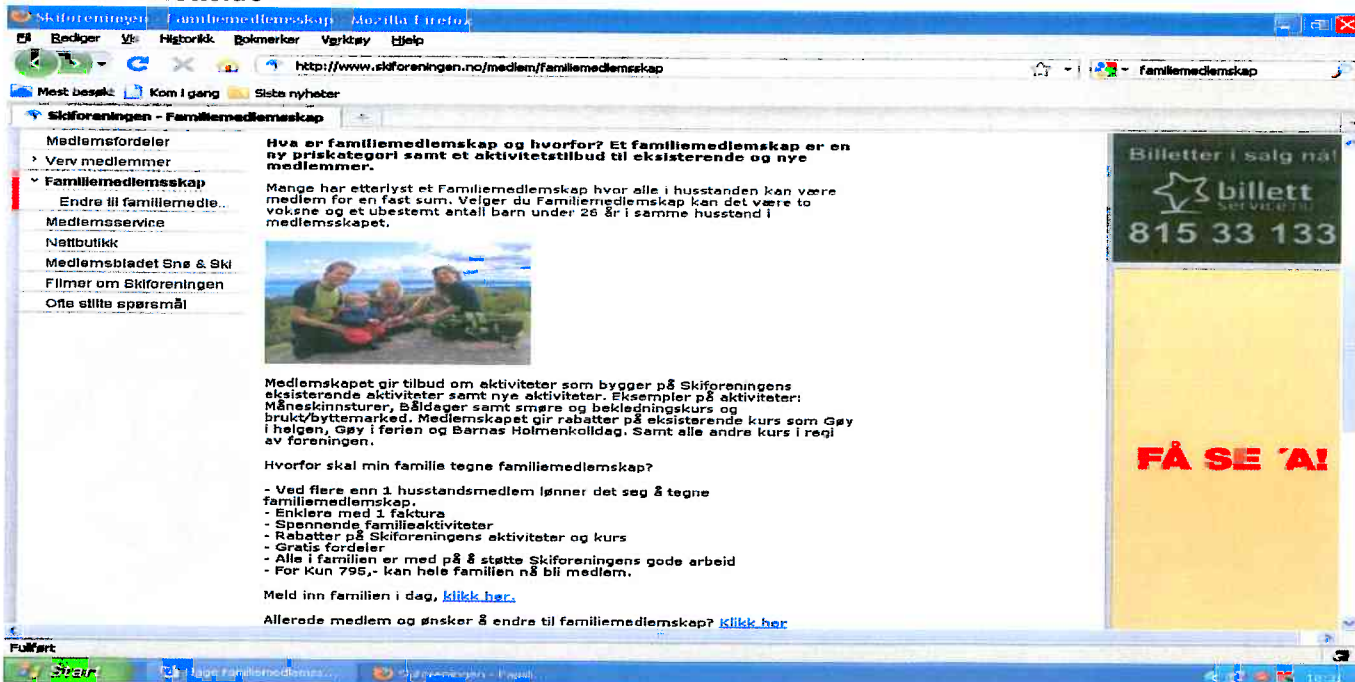 Skiforeningen - Familiemedlemsskap - Mozilla Firefox
Fil Rediger Vis Historikk Bokmerker Verktøy Hjelp
http://www.skiforeningen.no/medlem/familiemedlemsskap
familiemedlemskap
Mest besøkt Kom i gang Siste nyheter
Skiforeningen - Familiemedlemsskap
Medlemsfordeler
Verv medlemmer
Familiemedlemsskap
Endre til familiemedle...
Medlemsservice
Nettbutikk
Medlemsbladet Snø & Ski
Filmer om Skiforeningen
Ofte stilte spørsmål
Hva er familiemedlemskap og hvorfor? Et familiemedlemskap er en
ny priskategori samt et aktivitetstilbud til eksisterende og nye
medlemmer.
Mange har etterlyst et Familiemedlemskap hvor alle i husstanden kan være
medlem for en fast sum. Velger du Familiemedlemskap kan det være to
voksne og et ubestemt antall barn under 26 år i samme husstand i
medlemsskapet.
Medlemskapet gir tilbud om aktiviteter som bygger på Skiforeningens
eksisterende aktiviteter samt nye aktiviteter. Eksempler på aktiviteter:
Måneskinnsturer, Båldager samt smøre og bekledningskurs og
brukt/byttemarked. Medlemskapet gir rabatter på eksisterende kurs som Gøy
i helgen, Gøy i ferien og Barnas Holmenkolldag. Samt alle andre kurs i regi
av foreningen.
Hvorfor skal min familie tegne familiemedlemskap?
- Ved flere enn 1 husstandsmedlem lønner det seg å tegne
familiemedlemskap.
- Enklere med 1 faktura
- Spennende familieaktiviteter
- Rabatter på Skiforeningens aktiviteter og kurs
- Gratis fordeler
- Alle i familien er med på å støtte Skiforeningens gode arbeid
- For Kun 795,- kan hele familien nå bli medlem.
Meld inn familien i dag, klikk her.
Allerede medlem og ønsker å endre til familiemedlemskap? Klikk her
Billetter i salg nå!
billett
service.nu
815 33 133
FÅ SE 'A!
Fullført
Start
Skiforeningen - Famili...